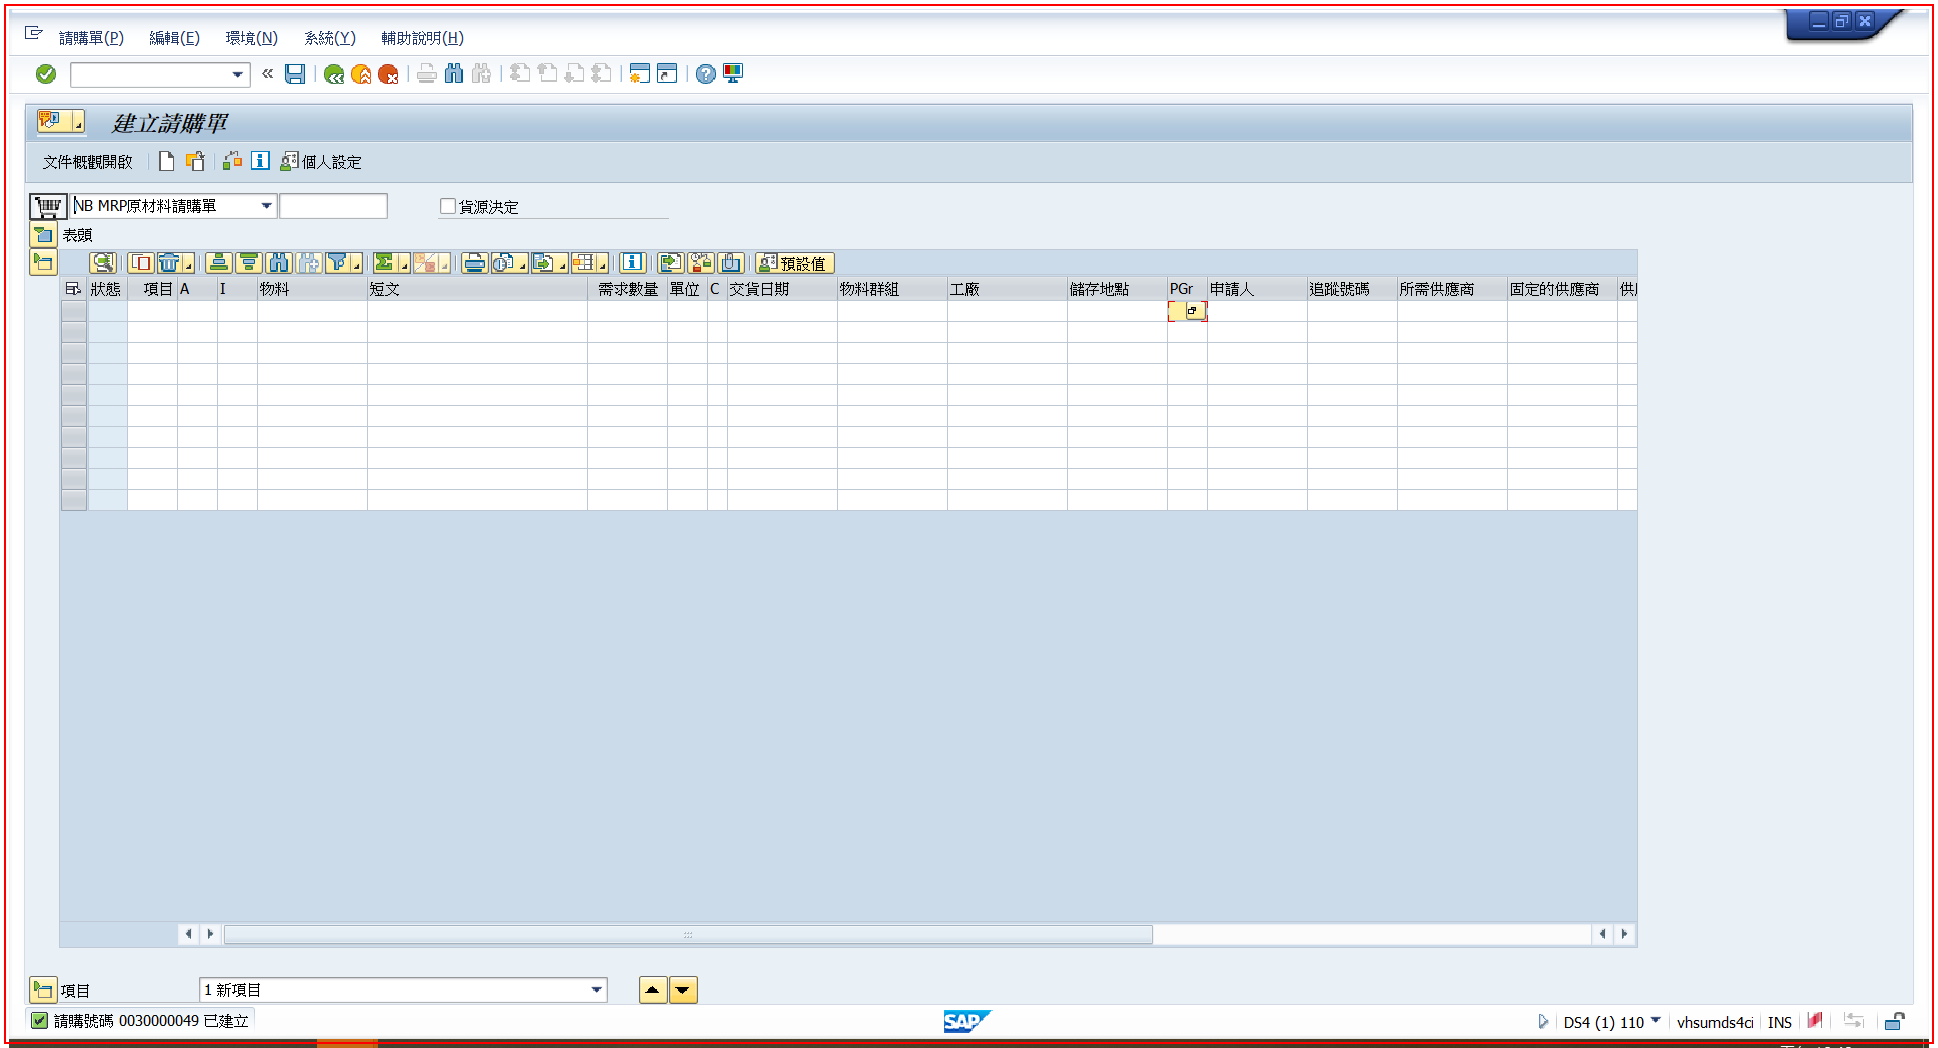 請購單(P) 編輯(E) 環境(N) 系統(Y) 輔助說明(H)
建立請購單
文件概觀開啟 個人設定
NB MRP原材料請購單 貨源決定
表頭
預設值
狀態 項目 A I 物料 短文 需求數量 單位 C 交貨日期 物料群組 工廠 儲存地點 PGr 申請人 追蹤號碼 所需供應商 固定的供應商 供
項目 1 新項目
請購號碼 0030000049 已建立 SAP DS4 (1) 110 vhsumds4ci INS